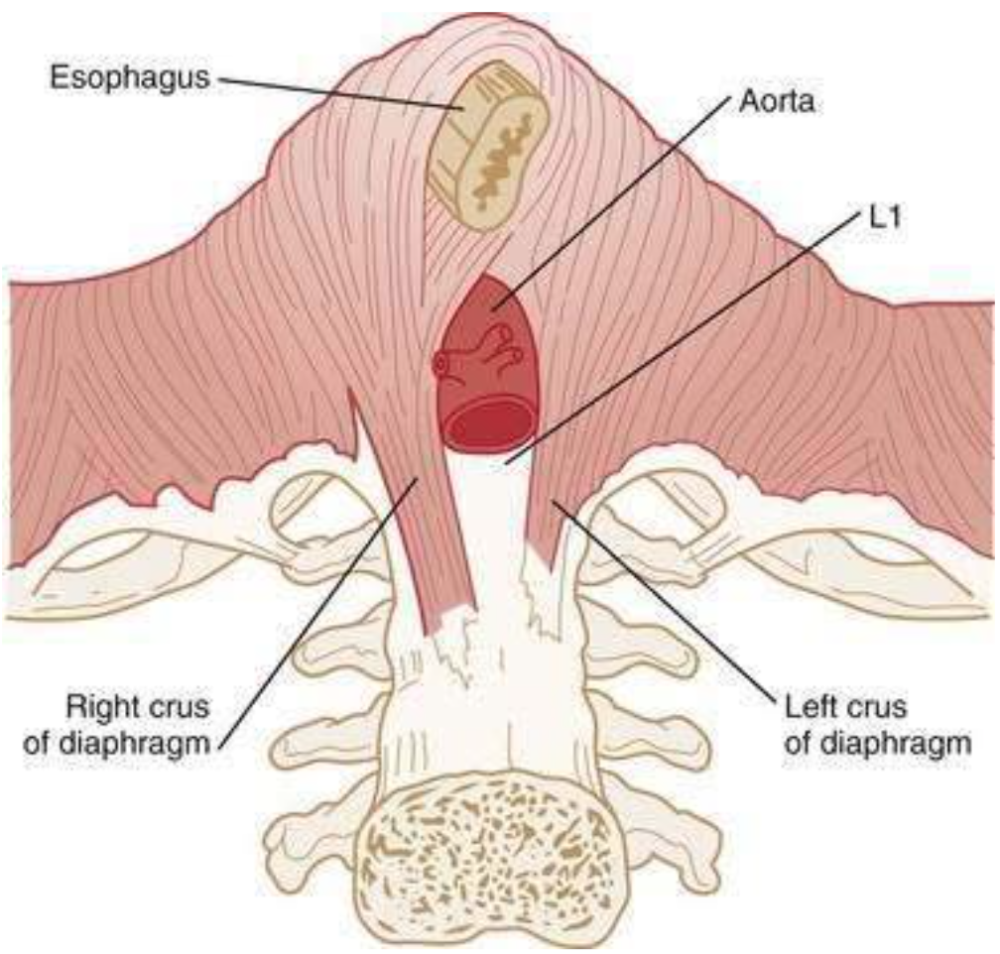 Esophagus
Aorta
L1
Right crus
of diaphragm
Left crus
of diaphragm